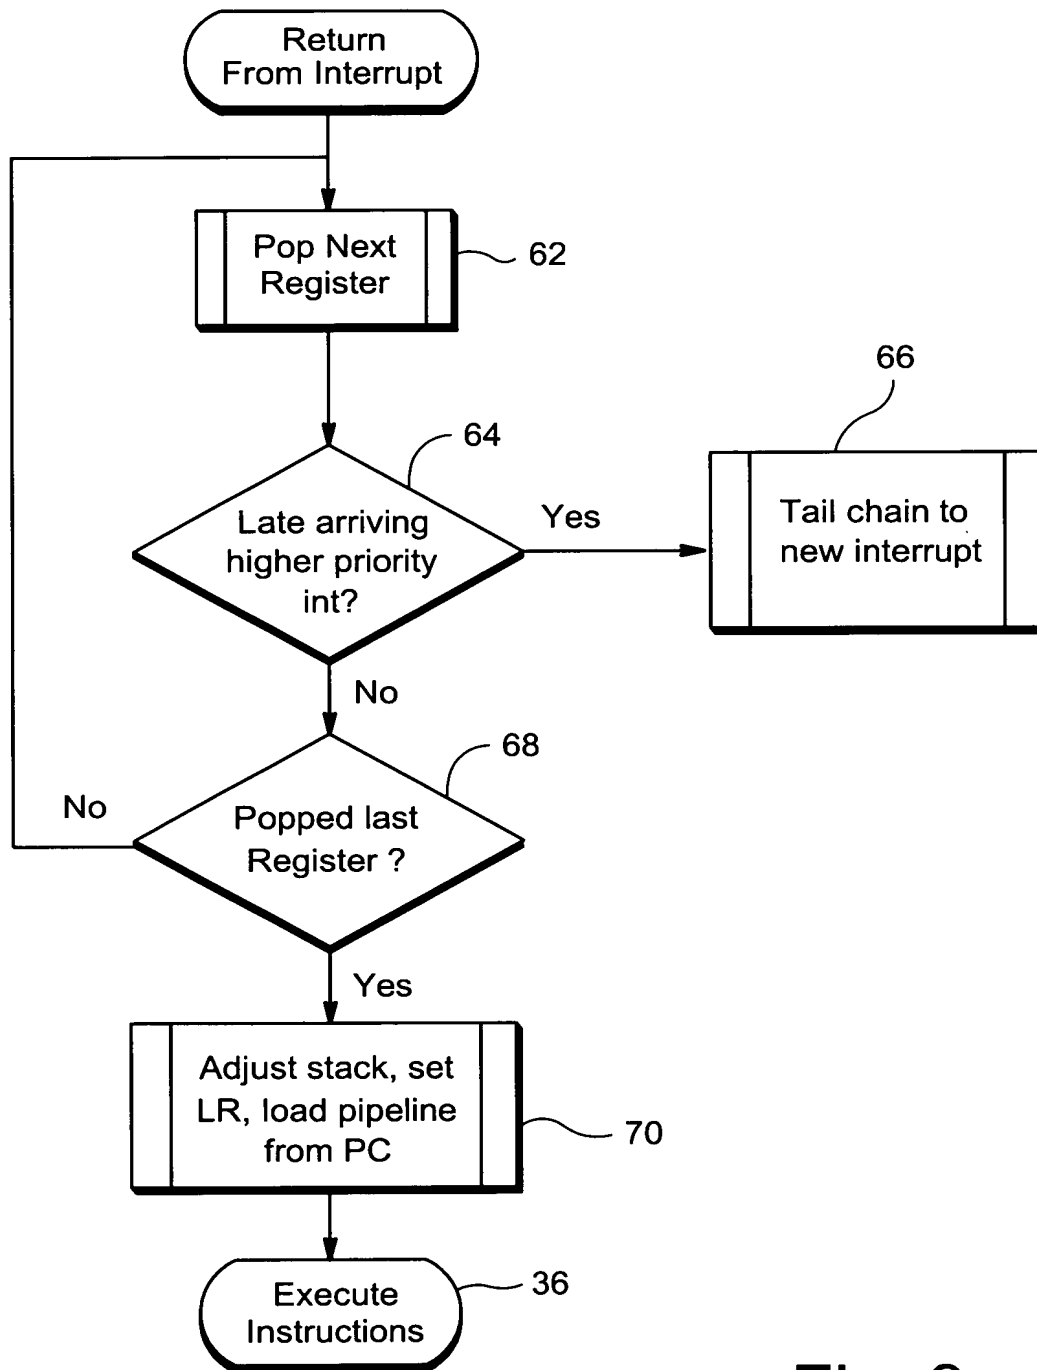 Return
From Interrupt
Pop Next
Register
62
66
64
Late arriving
higher priority
int?
Yes
Tail chain to
new interrupt
No
68
No
Popped last
Register ?
Yes
Adjust stack, set
LR, load pipeline
from PC
70
Execute
Instructions
36